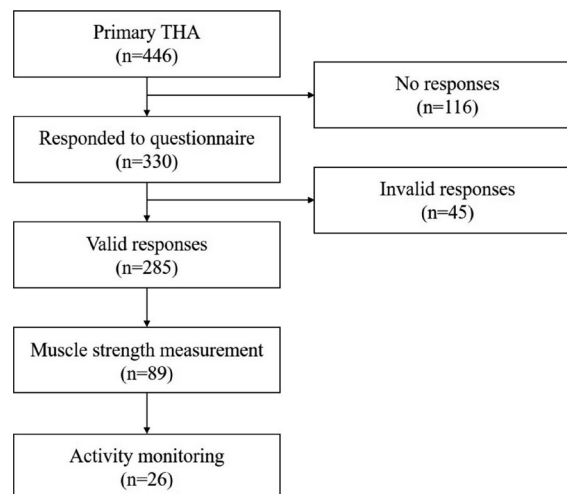 Primary THA
(n=446)
No responses
(n=116)
Responded to questionnaire
(n=330)
Invalid responses
(n=45)
Valid responses
(n=285)
Muscle strength measurement
(n=89)
Activity monitoring
(n=26)